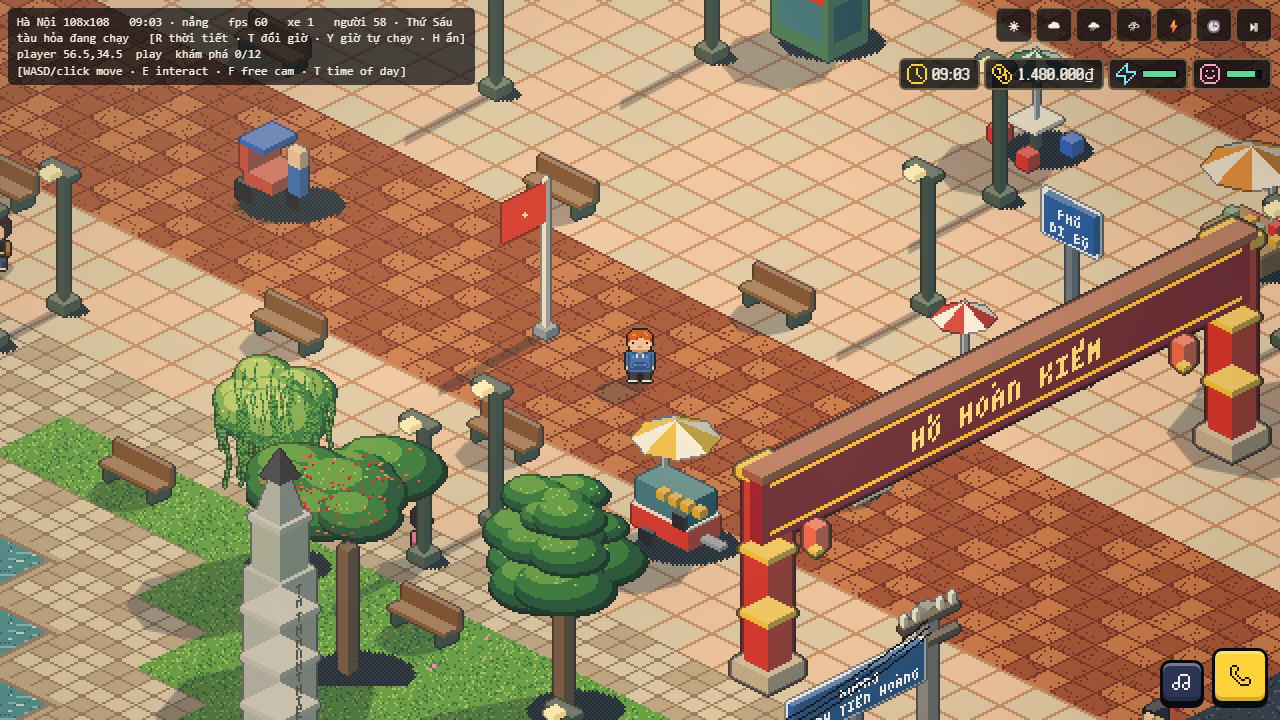 Hà Nội 108x108 09:03 · nắng fps 60 xe 1 người 58 · Thứ Sáu
tàu hỏa đang chạy [R thời tiết · T đổi giờ · Y giờ tự chạy · H ẩn]
player 56.5,34.5 play khám phá 0/12
[WASD/click move · E interact · F free cam · T time of day]
09:03
1.480.000₫
PHỐ
ĐI BỘ
HỒ HOÀN KIẾM
TIÊN HOÀNG